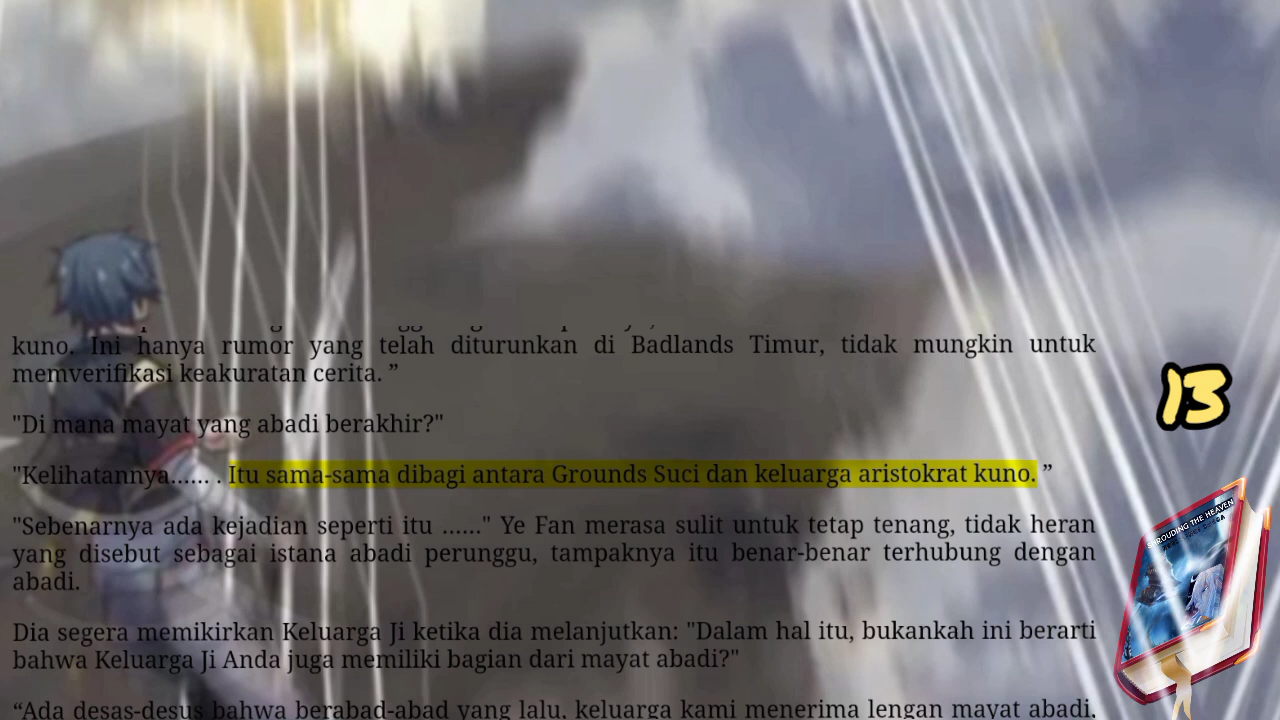 kuno. Ini hanya rumor yang telah diturunkan di Badlands Timur, tidak mungkin untuk
memverifikasi keakuratan cerita. ”
"Di mana mayat yang abadi berakhir?"
"Kelihatannya...... . Itu sama-sama dibagi antara Grounds Suci dan keluarga aristokrat kuno. ”
"Sebenarnya ada kejadian seperti itu ......" Ye Fan merasa sulit untuk tetap tenang, tidak heran
yang disebut sebagai istana abadi perunggu, tampaknya itu benar-benar terhubung dengan
abadi.
Dia segera memikirkan Keluarga Ji ketika dia melanjutkan: "Dalam hal itu, bukankah ini berarti
bahwa Keluarga Ji Anda juga memiliki bagian dari mayat abadi?"
“Ada desas-desus bahwa berabad-abad yang lalu, keluarga kami menerima lengan mayat abadi,
13
SHROUDING THE HEAVEN